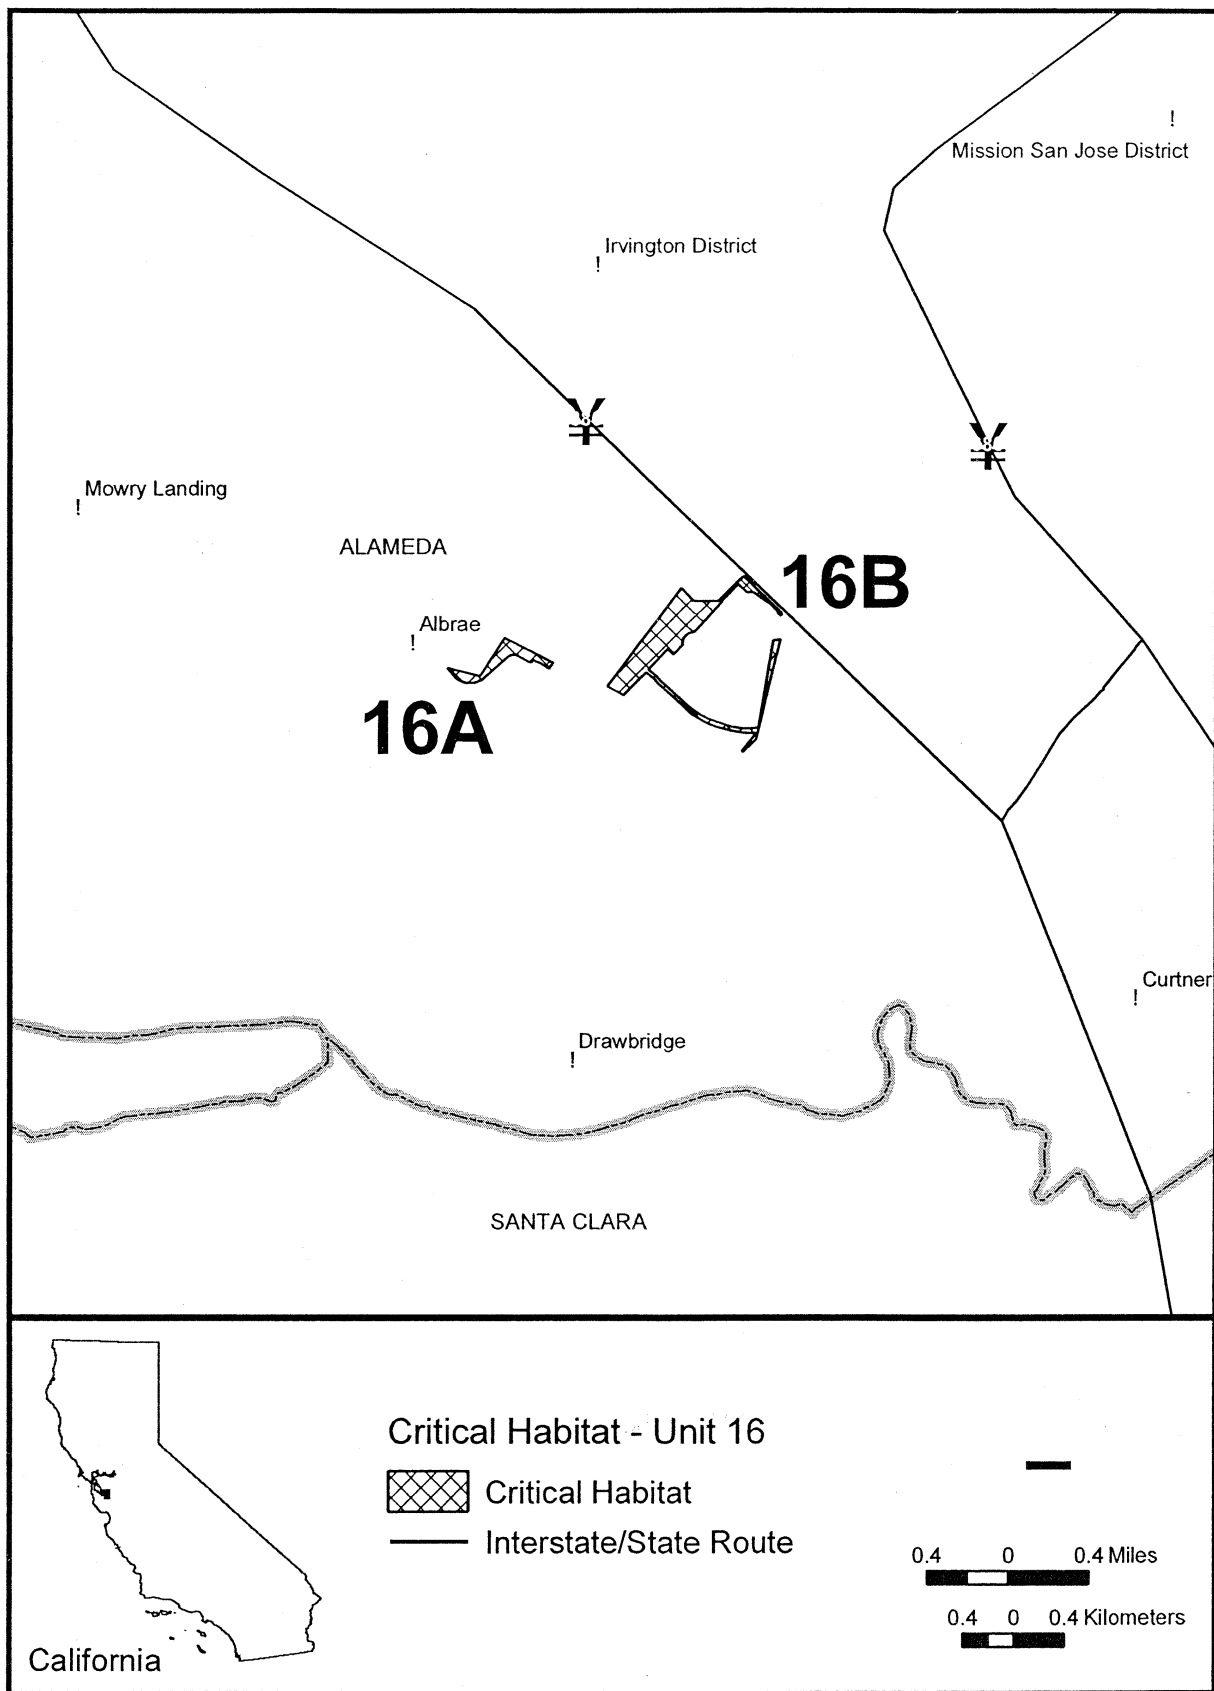 Mission San Jose District
Irvington District
Mowry Landing
ALAMEDA
16B
Albrae
16A
Curtner
Drawbridge
SANTA CLARA
Critical Habitat - Unit 16
Critical Habitat
Interstate/State Route
0.4 0 0.4 Miles
0.4 0 0.4 Kilometers
California